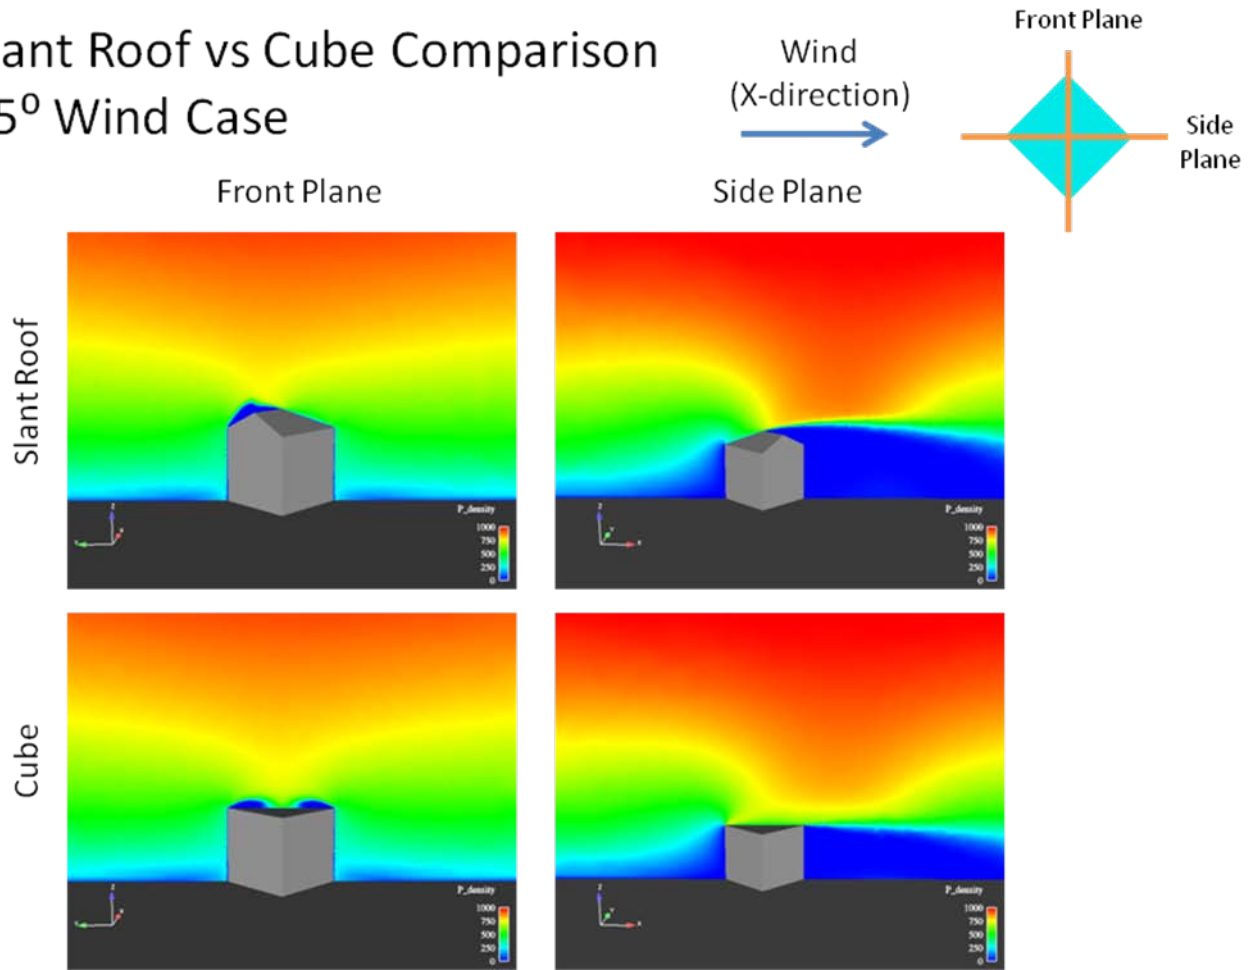 ant Roof vs Cube Comparison
5⁰ Wind Case
Wind
(X-direction)
Front Plane
Side
Plane
Front Plane
Side Plane
Slant Roof
P_density
1000
750
500
250
0
P_density
1000
750
500
250
0
Cube
P_density
1000
750
500
250
0
P_density
1000
750
500
250
0